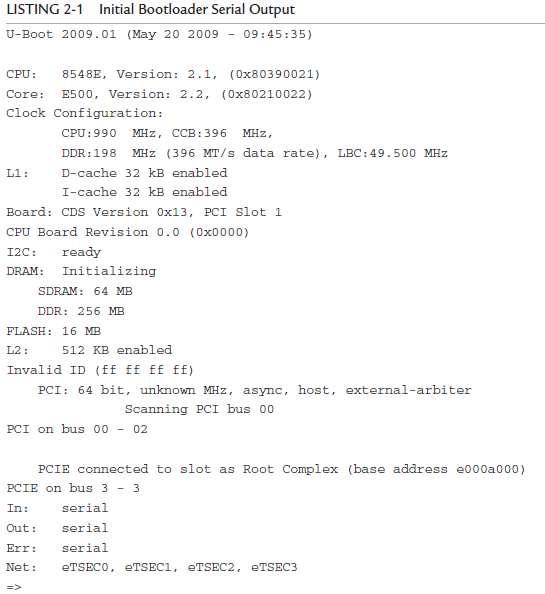 LISTING 2-1 Initial Bootloader Serial Output
U-Boot 2009.01 (May 20 2009 - 09:45:35)
CPU: 8548E, Version: 2.1, (0x80390021)
Core: E500, Version: 2.2, (0x80210022)
Clock Configuration:
CPU:990 MHz, CCB:396 MHz,
DDR:198 MHz (396 MT/s data rate), LBC:49.500 MHz
L1: D-cache 32 kB enabled
I-cache 32 kB enabled
Board: CDS Version 0x13, PCI Slot 1
CPU Board Revision 0.0 (0x0000)
I2C: ready
DRAM: Initializing
SDRAM: 64 MB
DDR: 256 MB
FLASH: 16 MB
L2: 512 KB enabled
Invalid ID (ff ff ff ff)
PCI: 64 bit, unknown MHz, async, host, external-arbiter
Scanning PCI bus 00
PCI on bus 00 - 02
PCIE connected to slot as Root Complex (base address e000a000)
PCIE on bus 3 - 3
In: serial
Out: serial
Err: serial
Net: eTSEC0, eTSEC1, eTSEC2, eTSEC3
=>